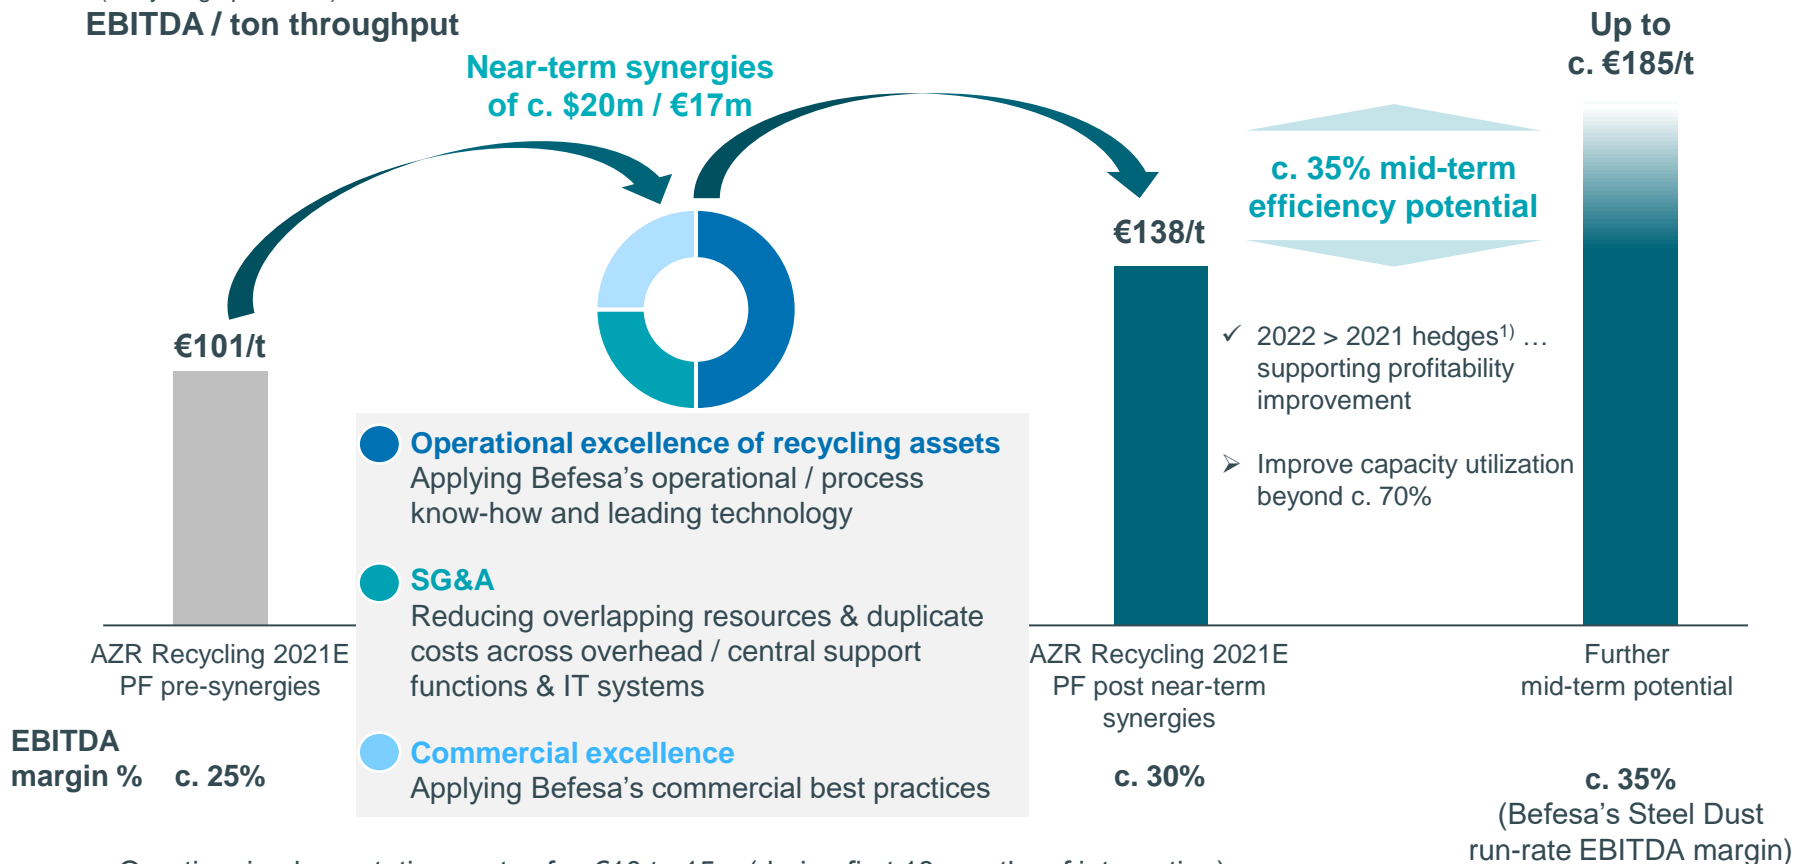 EBITDA / ton throughput
Near-term synergies
of c. $20m / €17m
Up to
c. €185/t
c. 35% mid-term
efficiency potential
€138/t
€101/t
✓ 2022 > 2021 hedges1) …
supporting profitability
improvement
➢ Improve capacity utilization
beyond c. 70%
Operational excellence of recycling assets
Applying Befesa’s operational / process
know-how and leading technology
SG&A
Reducing overlapping resources & duplicate
costs across overhead / central support
functions & IT systems
Commercial excellence
Applying Befesa’s commercial best practices
AZR Recycling 2021E
PF pre-synergies
AZR Recycling 2021E
PF post near-term
synergies
Further
mid-term potential
EBITDA
margin % c. 25%
c. 30%
c. 35%
(Befesa’s Steel Dust
run-rate EBITDA margin)